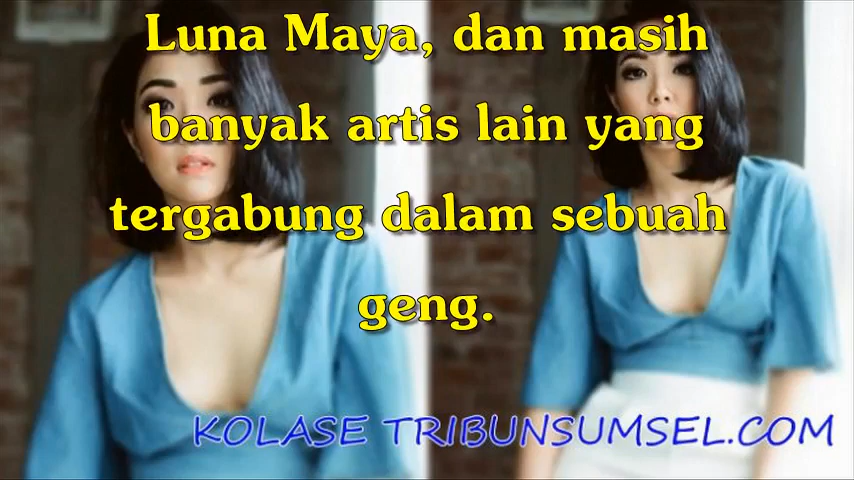 Luna Maya, dan masih
banyak artis lain yang
tergabung dalam sebuah
geng.
KOLASE TRIBUNSUMSEL.COM